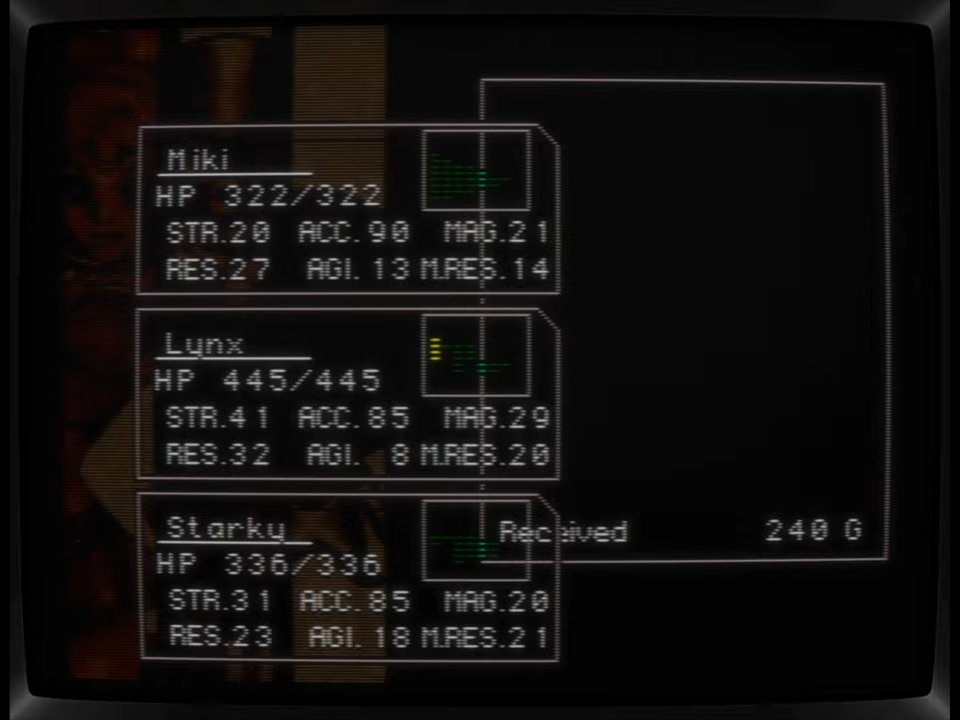 Miki
HP 322/322
STR.20 ACC.90 MAG.21
RES.27 AGI.13 M.RES.14
Lynx
HP 445/445
STR.41 ACC.85 MAG.29
RES.32 AGI. 8 M.RES.20
Starky
Received 240 G
HP 336/336
STR.31 ACC.85 MAG.20
RES.23 AGI.18 M.RES.21